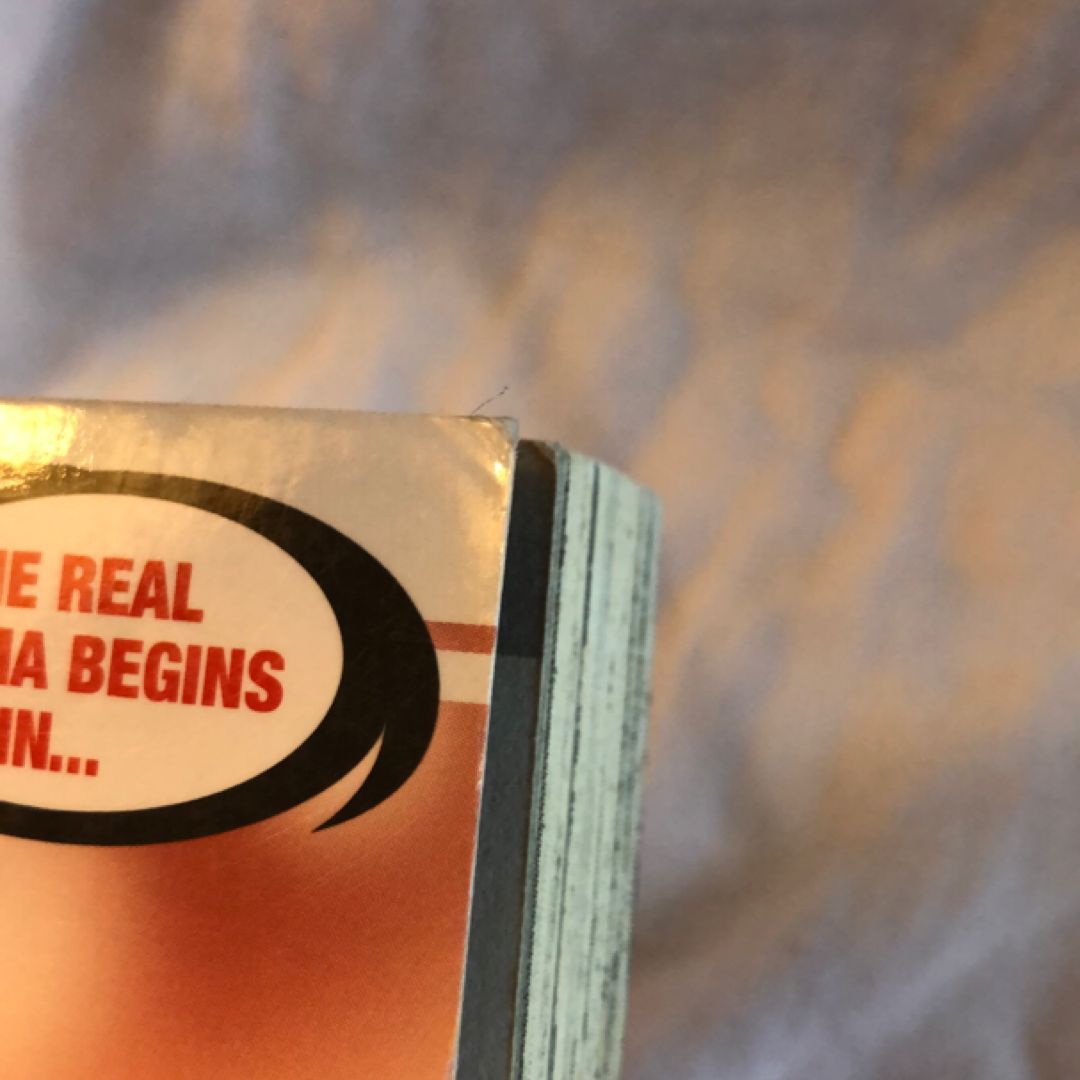 HE REAL
MA BEGINS
IN...